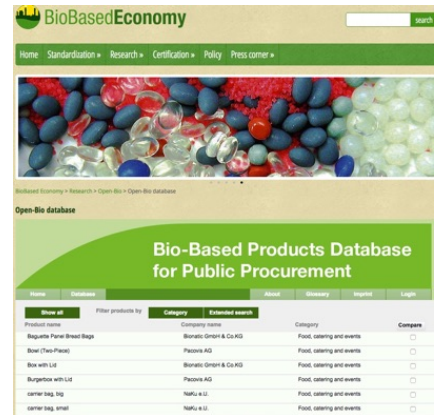 BioBasedEconomy
search
Home Standardization » Research » Certification » Policy Press corner »
BioBased Economy > Research > Open-Bio > Open-Bio database
Open-Bio database
Bio-Based Products Database
for Public Procurement
Home Database About Glossary Imprint Login
Show all Filter products by Category Extended search
Product name Company name Category Compare
Baguette Panel Bread Bags Bionatic GmbH & Co.KG Food, catering and events
Bowl (Two-Piece) Pacovis AG Food, catering and events
Box with Lid Bionatic GmbH & Co.KG Food, catering and events
Burgerbox with Lid Pacovis AG Food, catering and events
carrier bag, big NaKu e.U. Food, catering and events
carrier bag, small NaKu e.U. Food, catering and events